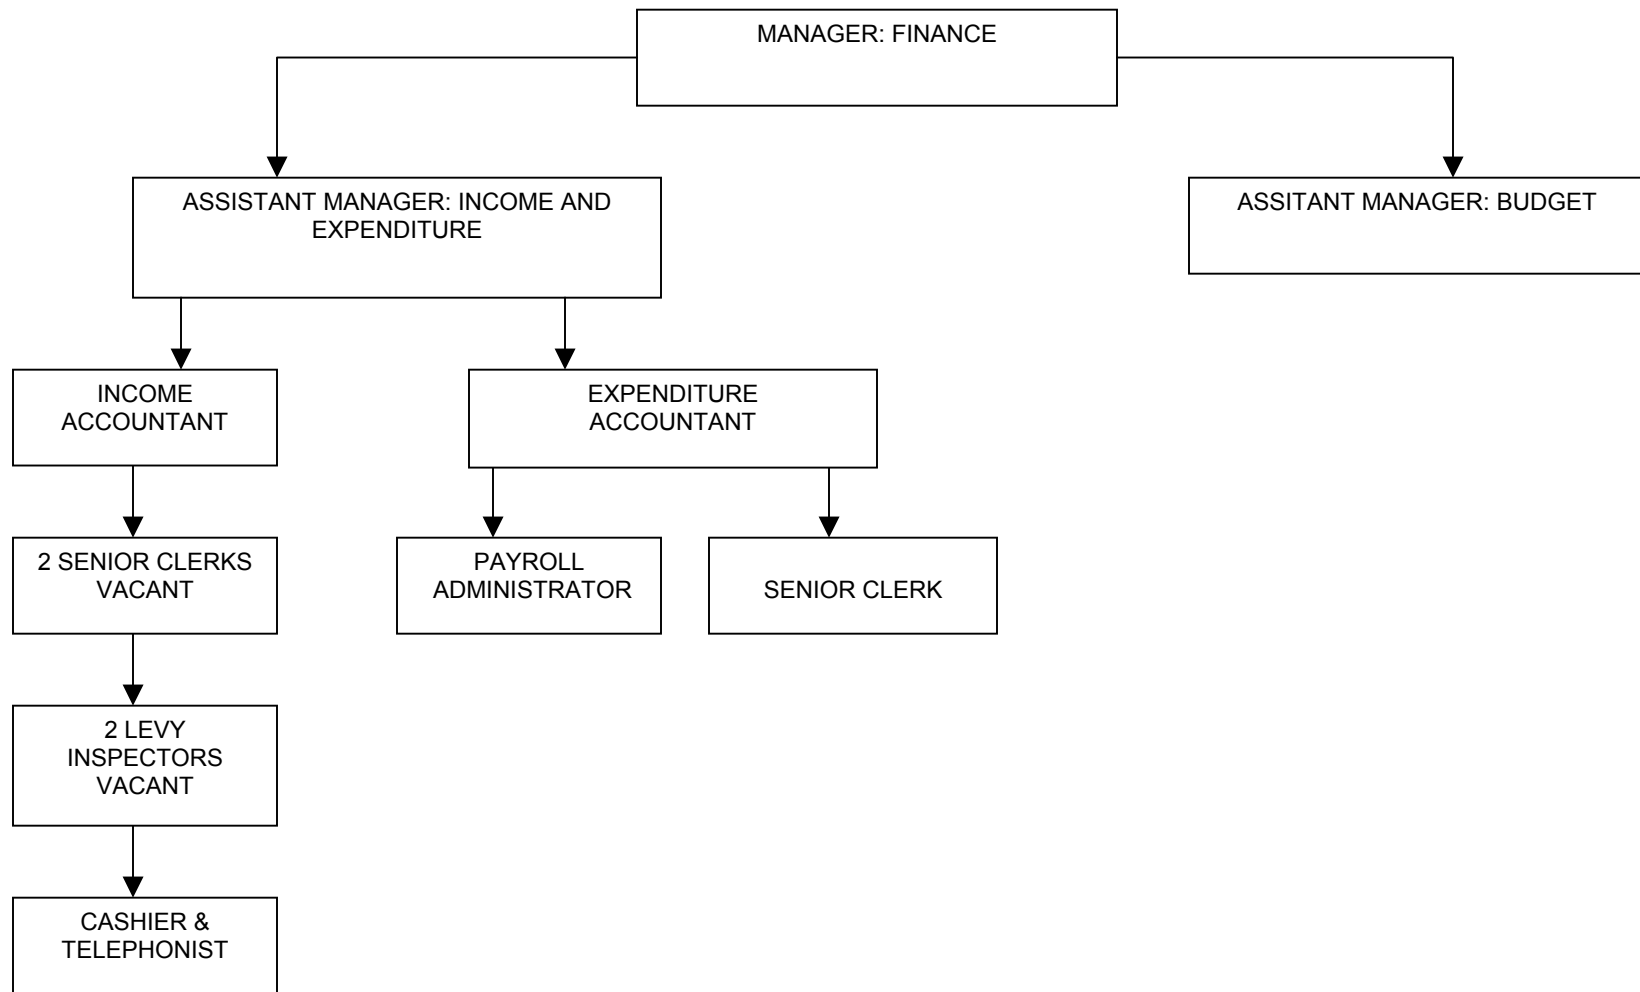 MANAGER: FINANCE
ASSISTANT MANAGER: INCOME AND
EXPENDITURE
ASSITANT MANAGER: BUDGET
INCOME
ACCOUNTANT
EXPENDITURE
ACCOUNTANT
2 SENIOR CLERKS
VACANT
PAYROLL
ADMINISTRATOR
SENIOR CLERK
2 LEVY
INSPECTORS
VACANT
CASHIER &
TELEPHONIST